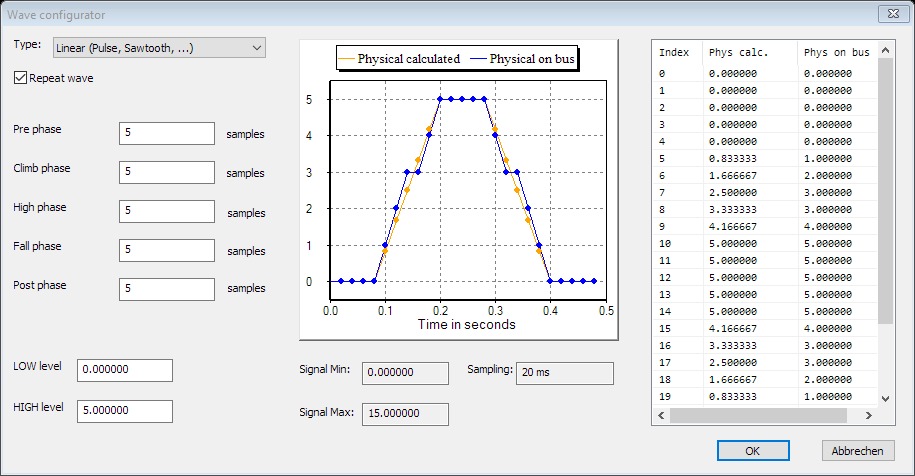 Wave configurator
Type: Linear (Pulse, Sawtooth, ...)
Repeat wave
Pre phase 5 samples
Climb phase 5 samples
High phase 5 samples
Fall phase 5 samples
Post phase 5 samples
LOW level 0.000000
HIGH level 5.000000
Physical calculated Physical on bus
5
4
3
2
1
0
0.0 0.1 0.2 0.3 0.4 0.5
Time in seconds
Signal Min: 0.000000 Sampling: 20 ms
Signal Max: 15.000000
Index Phys calc. Phys on bus
0 0.000000 0.000000
1 0.000000 0.000000
2 0.000000 0.000000
3 0.000000 0.000000
4 0.000000 0.000000
5 0.833333 1.000000
6 1.666667 2.000000
7 2.500000 3.000000
8 3.333333 3.000000
9 4.166667 4.000000
10 5.000000 5.000000
11 5.000000 5.000000
12 5.000000 5.000000
13 5.000000 5.000000
14 5.000000 5.000000
15 4.166667 4.000000
16 3.333333 3.000000
17 2.500000 3.000000
18 1.666667 2.000000
19 0.833333 1.000000
OK Abbrechen